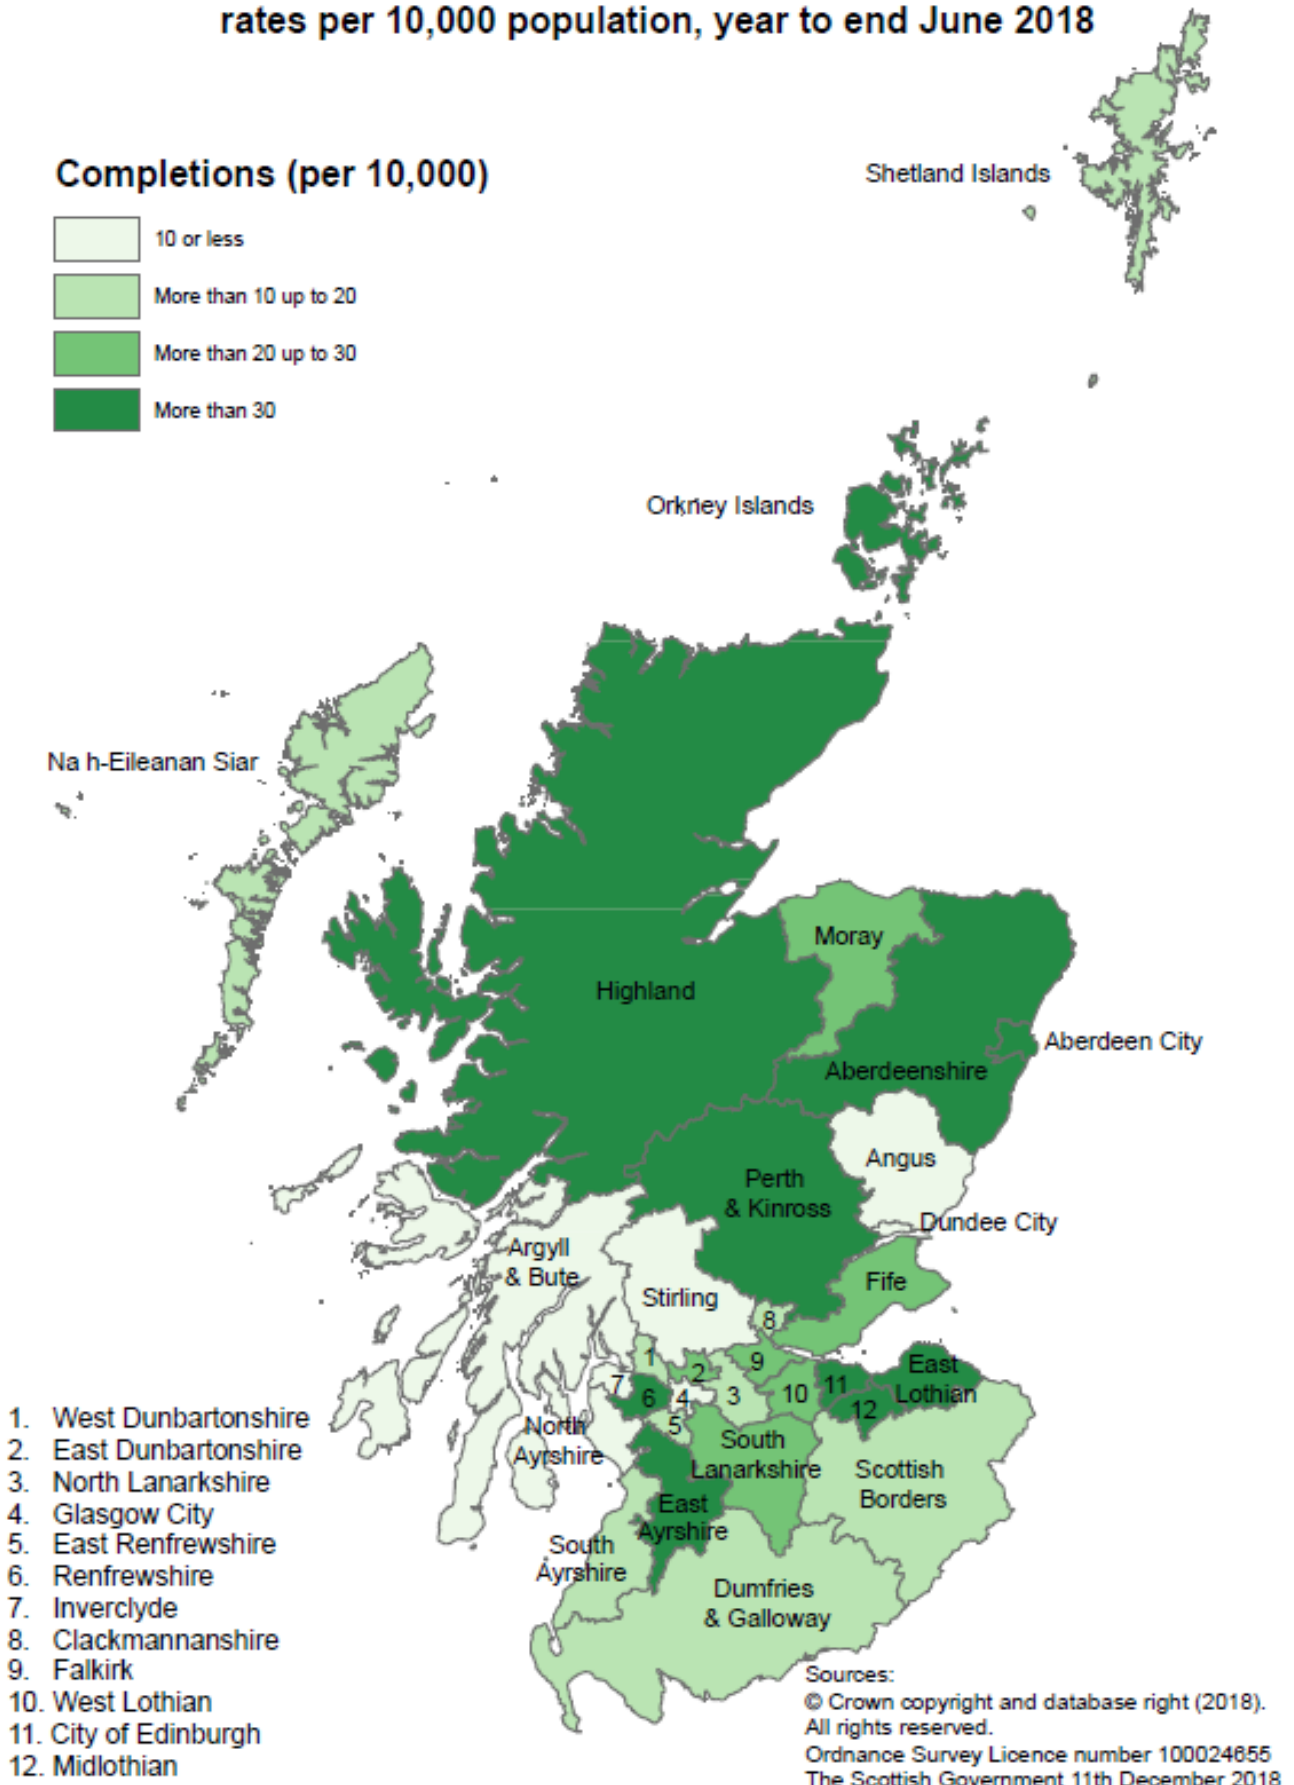 rates per 10,000 population, year to end June 2018
Completions (per 10,000)
10 or less
More than 10 up to 20
More than 20 up to 30
More than 30
Shetland Islands
Orkney Islands
Na h-Eileanan Siar
Moray
Highland
Aberdeen City
Aberdeenshire
Angus
Perth
& Kinross
Dundee City
Argyll
& Bute
Fife
Stirling
8
1
9
2
East
Lothian
7
6
4
3
10
11
12
5
North
Ayrshire
South
Lanarkshire
Scottish
Borders
East
Ayrshire
South
Ayrshire
Dumfries
& Galloway
1. West Dunbartonshire
2. East Dunbartonshire
3. North Lanarkshire
4. Glasgow City
5. East Renfrewshire
6. Renfrewshire
7. Inverclyde
8. Clackmannanshire
9. Falkirk
10. West Lothian
11. City of Edinburgh
12. Midlothian
Sources:
© Crown copyright and database right (2018).
All rights reserved.
Ordnance Survey Licence number 100024655
The Scottish Government 11th December 2018